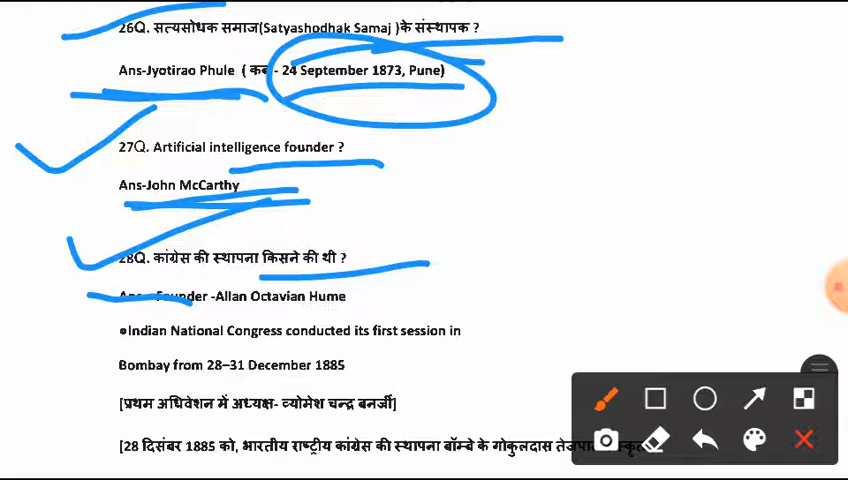 26Q. सत्यसोधक समाज(Satyashodhak Samaj )के संस्थापक ?
Ans-Jyotirao Phule ( कब - 24 September 1873, Pune)
27Q. Artificial intelligence founder ?
Ans-John McCarthy
28Q. कांग्रेस की स्थापना किसने की थी ?
Ans - Founder -Allan Octavian Hume
●Indian National Congress conducted its first session in
Bombay from 28–31 December 1885
[प्रथम अधिवेशन में अध्यक्ष- व्योमेश चन्द्र बनर्जी]
[28 दिसंबर 1885 को, भारतीय राष्ट्रीय कांग्रेस की स्थापना बॉम्बे के गोकुलदास